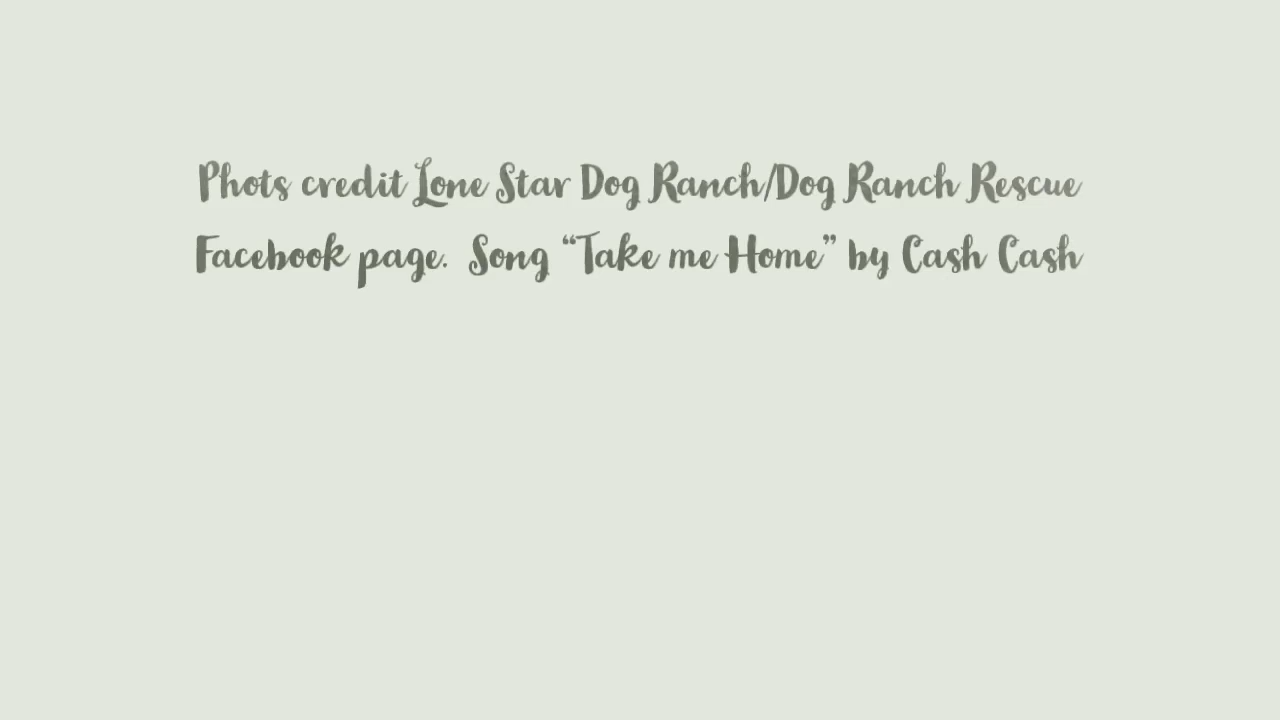 Phots credit Lone Star Dog Ranch/Dog Ranch Rescue
Facebook page.  Song “Take me Home” by Cash Cash